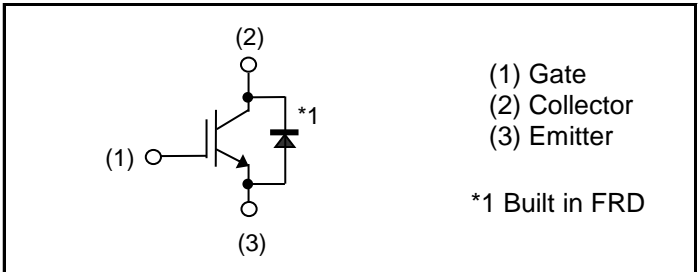 (2)
*1
(1)
(3)
(1) Gate
(2) Collector
(3) Emitter
*1 Built in FRD